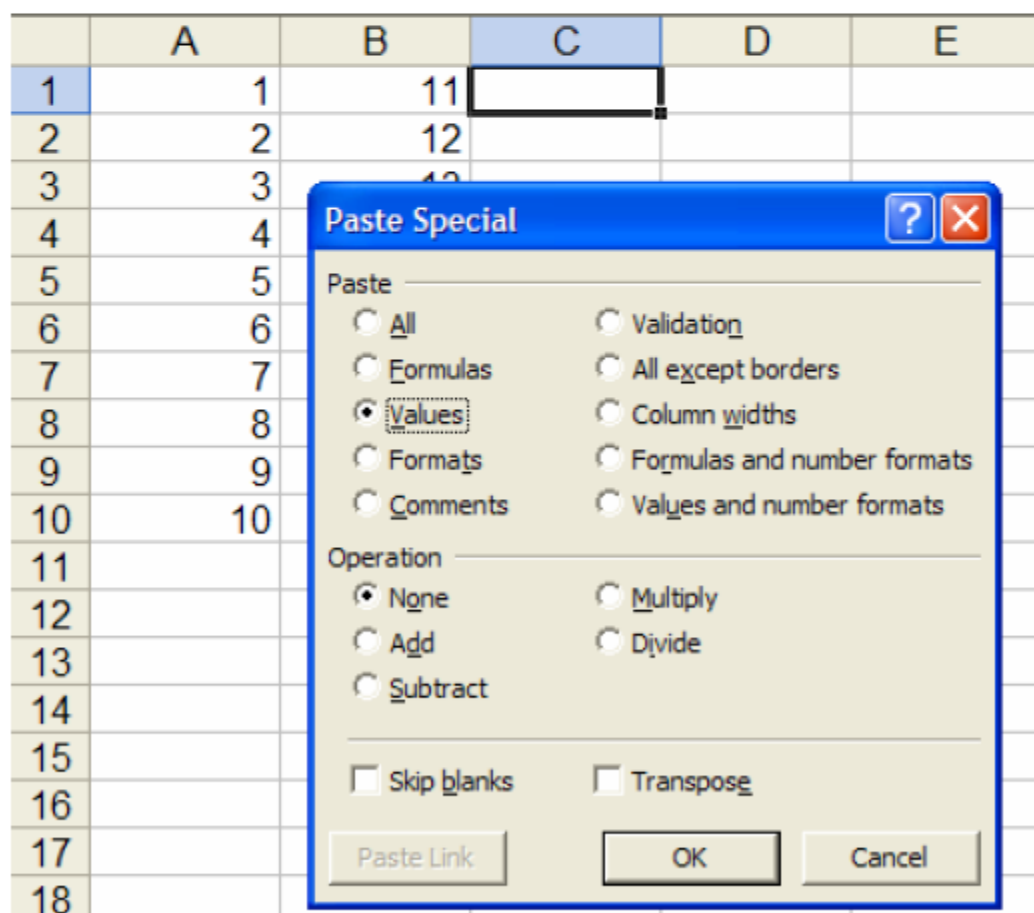 A B C D E
1 1 11
2 2 12
3 3
Paste Special
4 4
5 5 Paste
6 6 All Validation
7 7 Formulas All except borders
8 8 Values Column widths
9 9 Formats Formulas and number formats
10 10 Comments Values and number formats
11 Operation
12 None Multiply
13 Add Divide
14 Subtract
15
16 Skip blanks Transpose
17 Paste Link OK Cancel
18